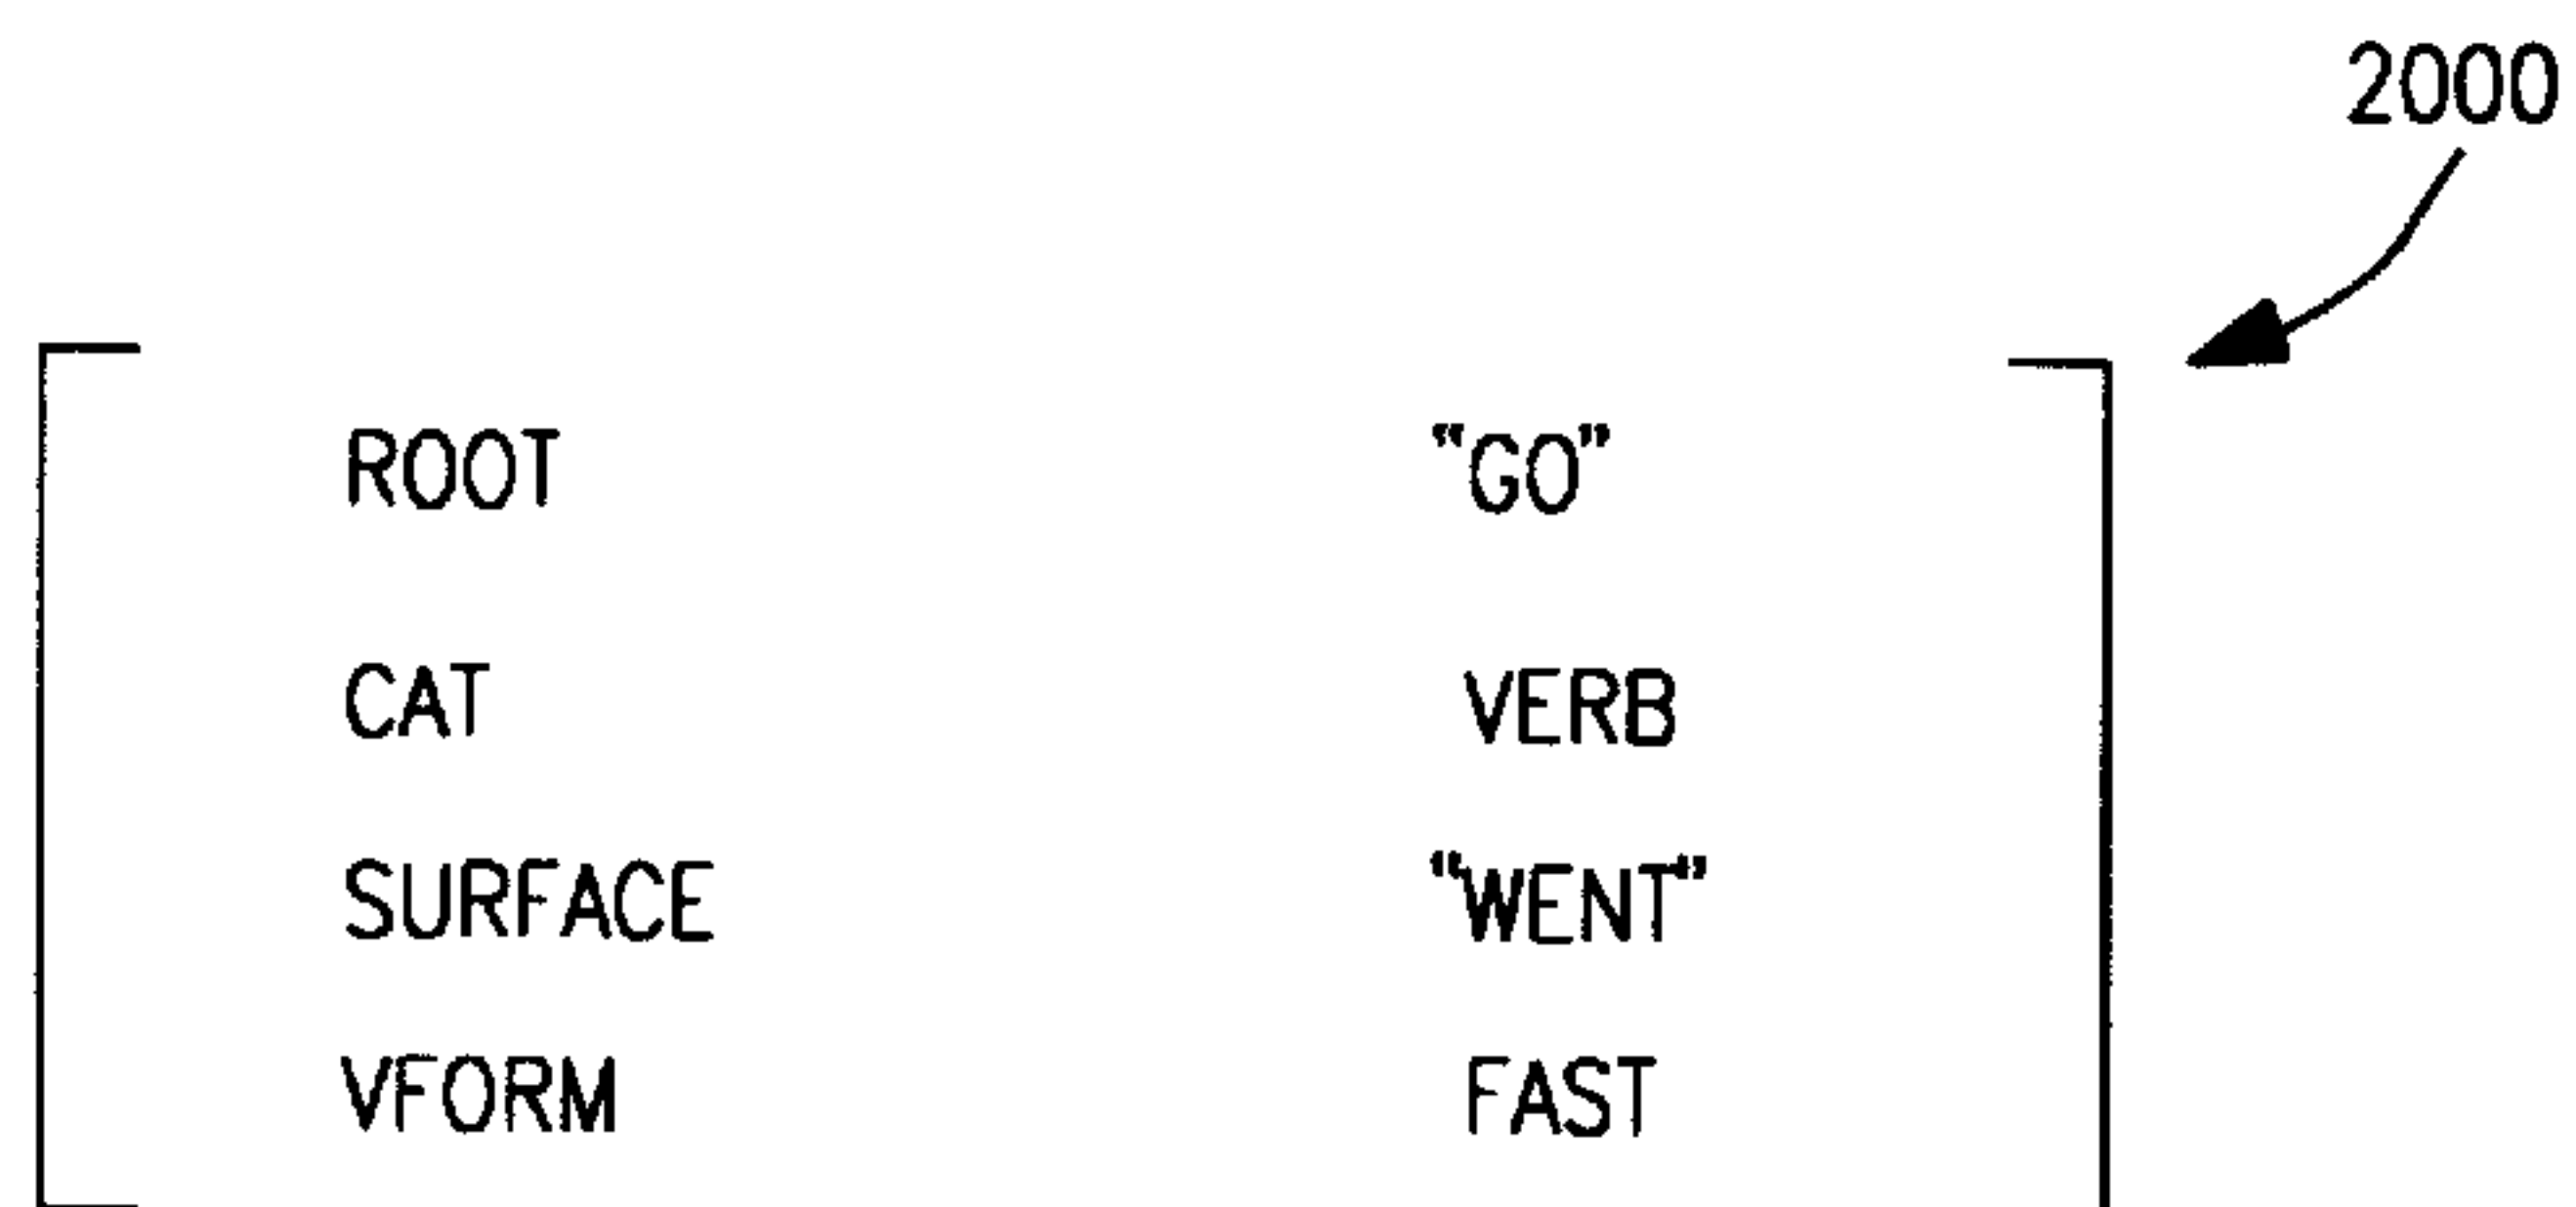 2000
ROOT “GO”
CAT VERB
SURFACE “WENT”
VFORM FAST